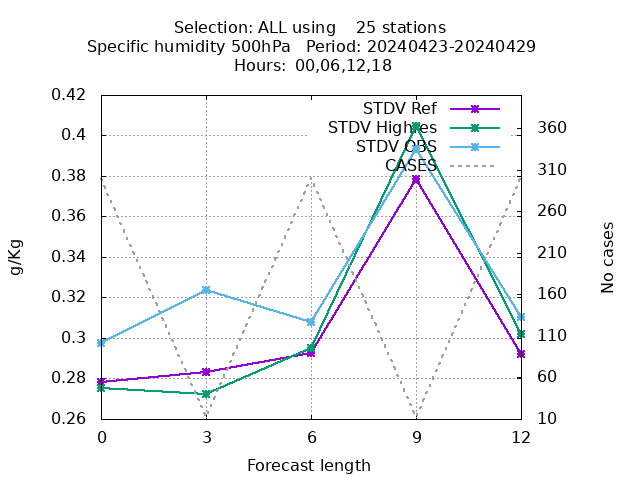 Selection: ALL using 25 stations
Specific humidity 500hPa Period: 20240423-20240429
Hours: 00,06,12,18
STDV Ref
STDV Highres
STDV OBS
CASES
0.42
0.4
0.38
0.36
0.34
0.32
0.3
0.28
0.26
360
310
260
210
160
110
60
10
g/Kg
No cases
0 3 6 9 12
Forecast length